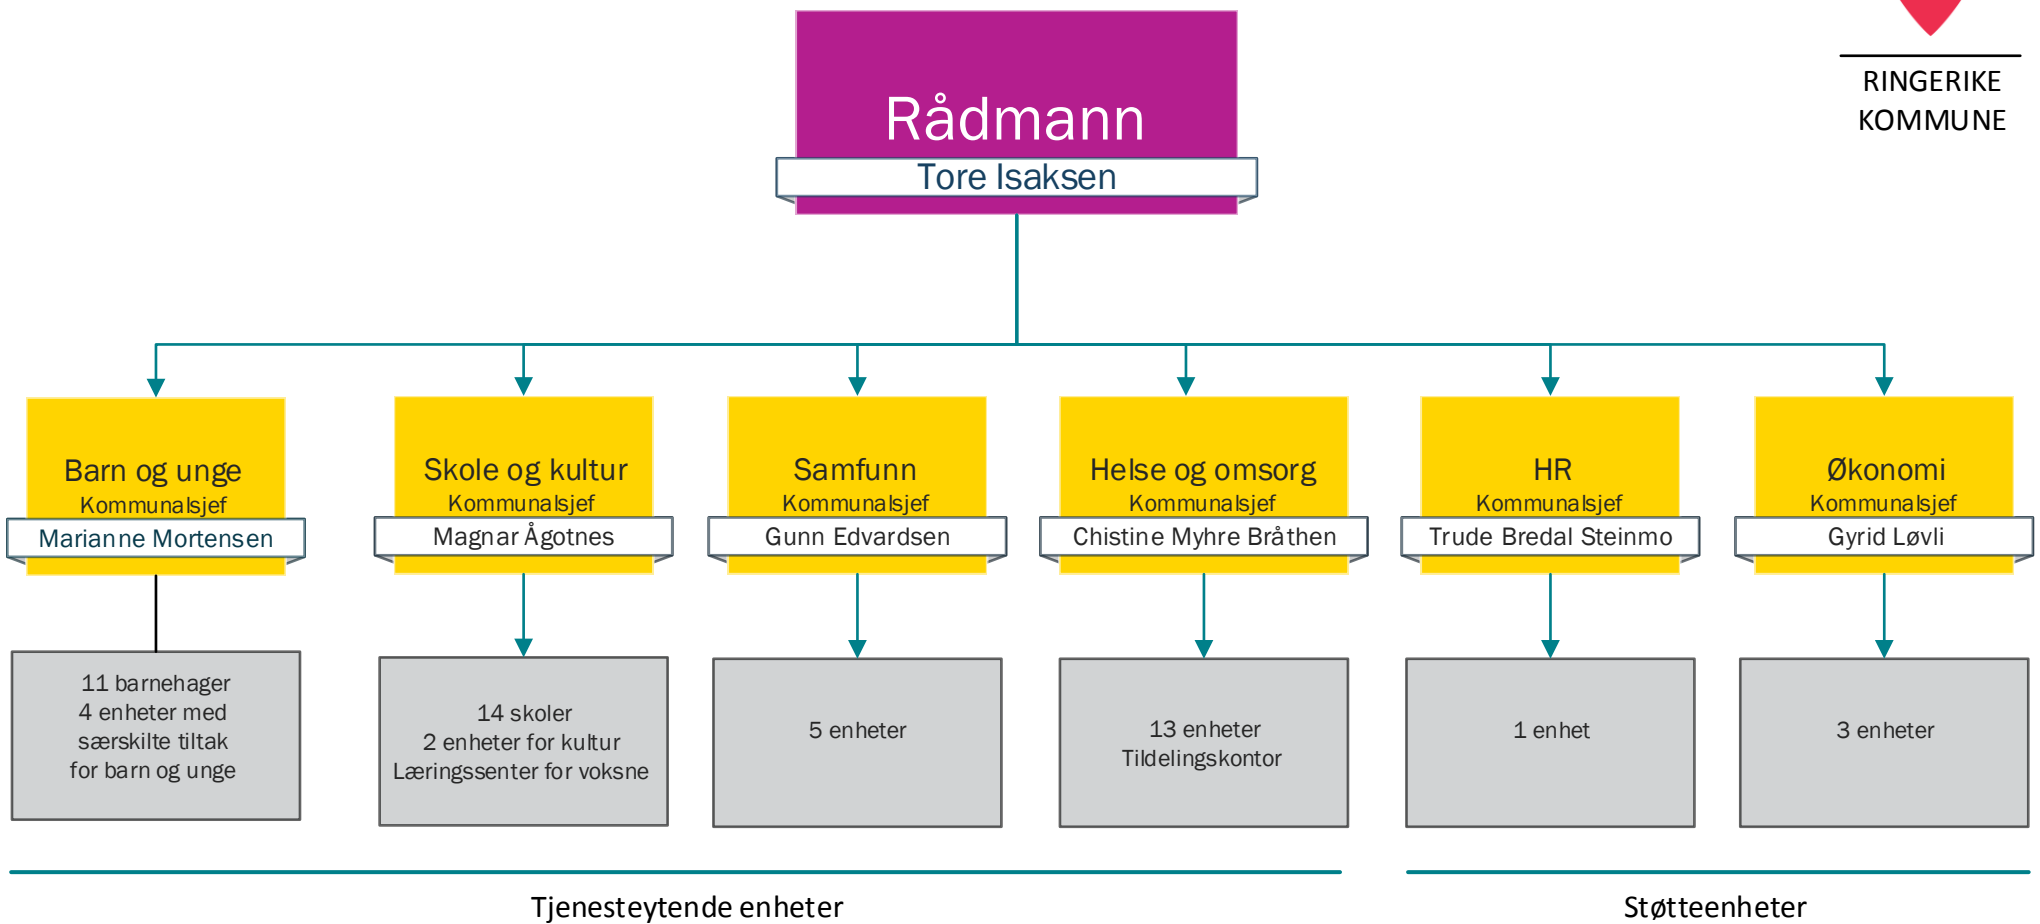 RINGERIKE
KOMMUNE
Rådmann
Tore Isaksen
Barn og unge
Kommunalsjef
Marianne Mortensen
Skole og kultur
Kommunalsjef
Magnar Ågotnes
Samfunn
Kommunalsjef
Gunn Edvardsen
Helse og omsorg
Kommunalsjef
Chistine Myhre Bråthen
HR
Kommunalsjef
Trude Bredal Steinmo
Økonomi
Kommunalsjef
Gyrid Løvli
11 barnehager
4 enheter med
særskilte tiltak
for barn og unge
14 skoler
2 enheter for kultur
Læringssenter for voksne
5 enheter
13 enheter
Tildelingskontor
1 enhet
3 enheter
Tjenesteytende enheter
Støtteenheter